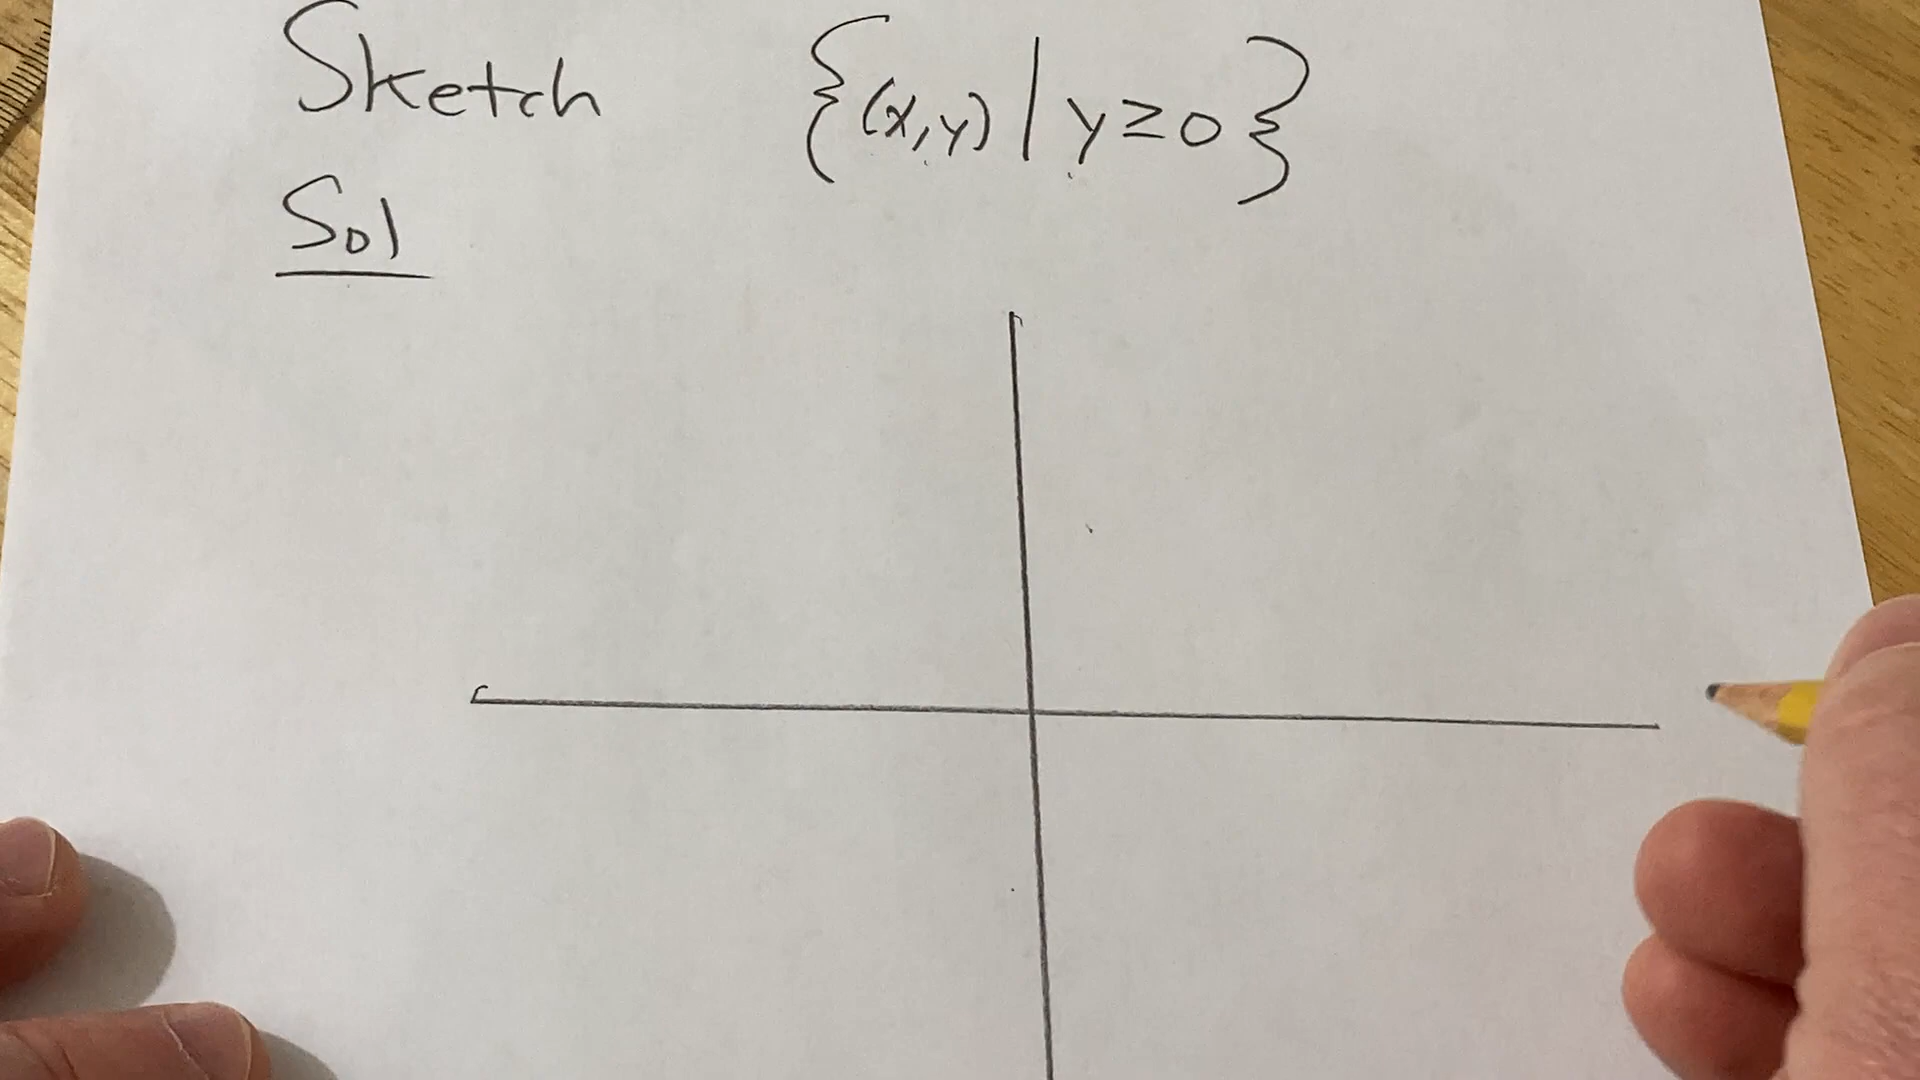 Sketch {(x,y) | y ≥ 0}
Sol